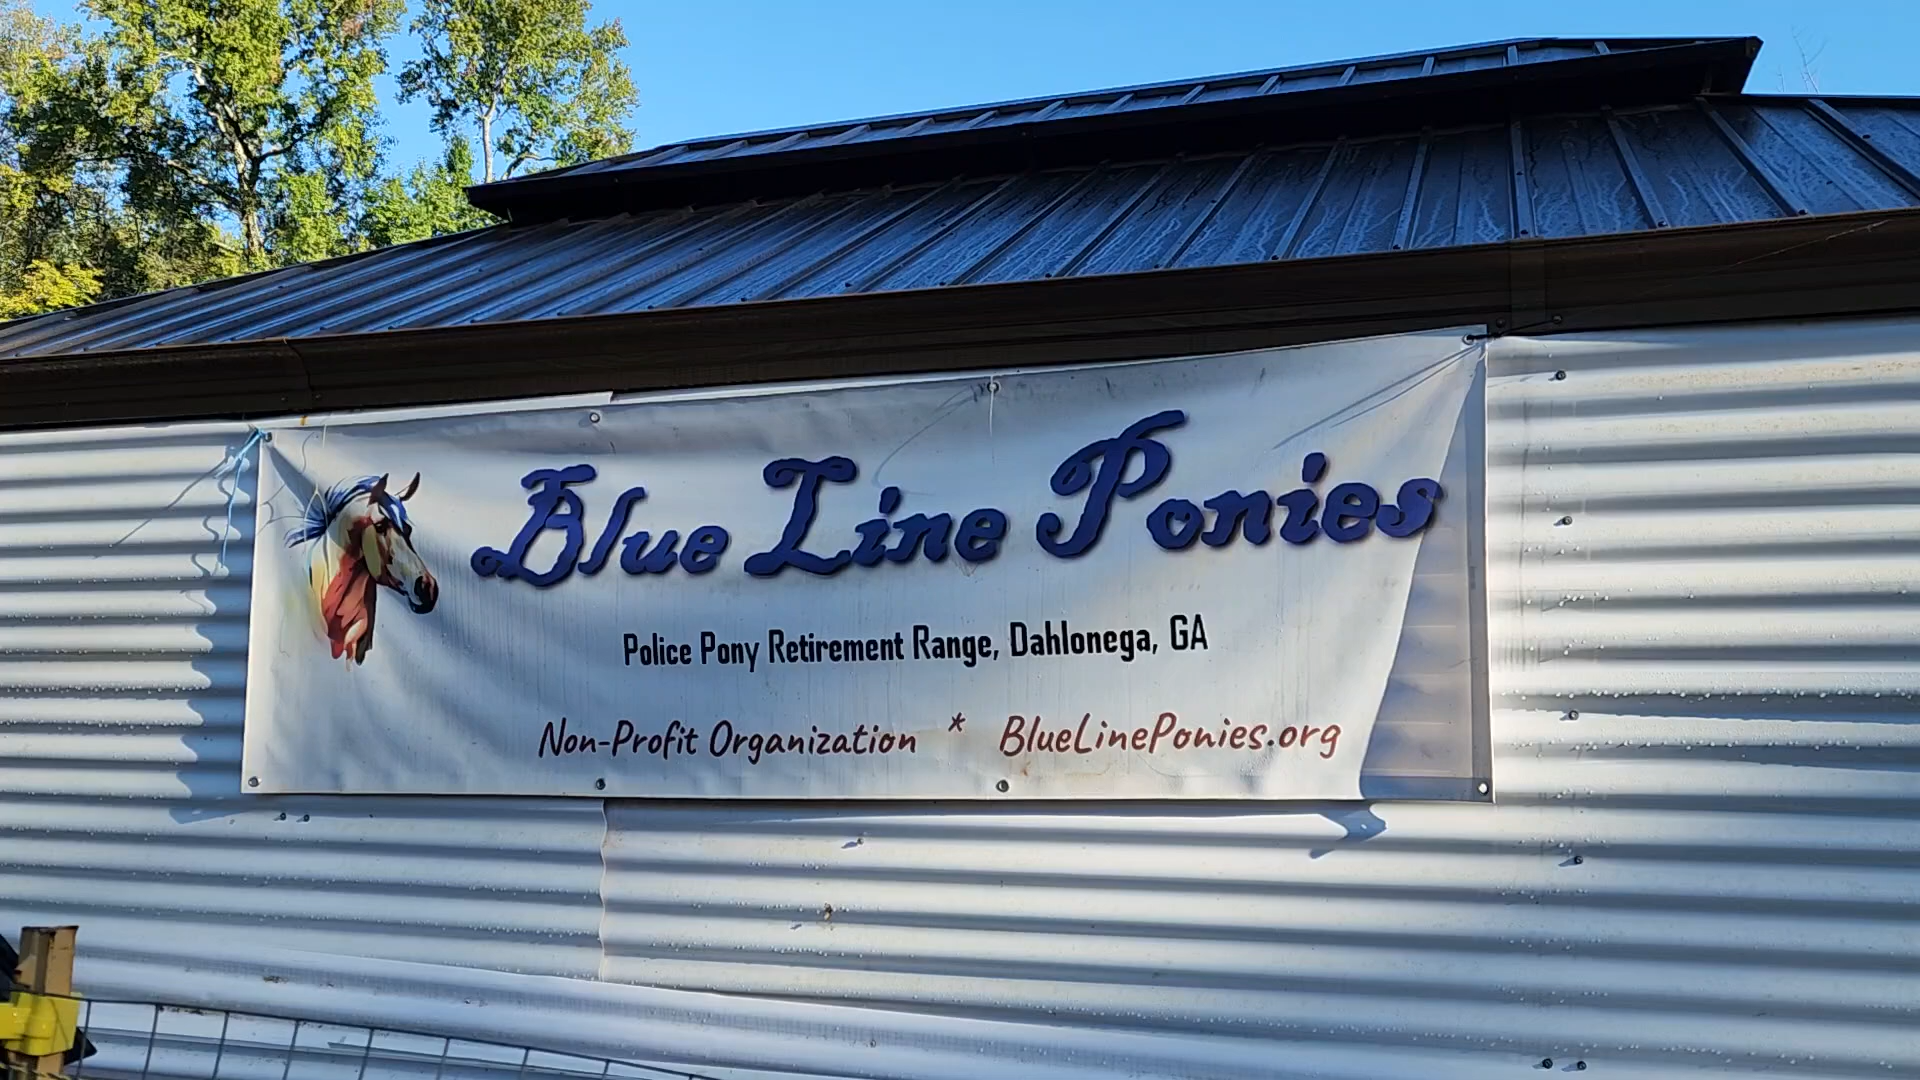 Blue Line Ponies
Police Pony Retirement Range, Dahlonega, GA
Non-Profit Organization * BlueLinePonies.org